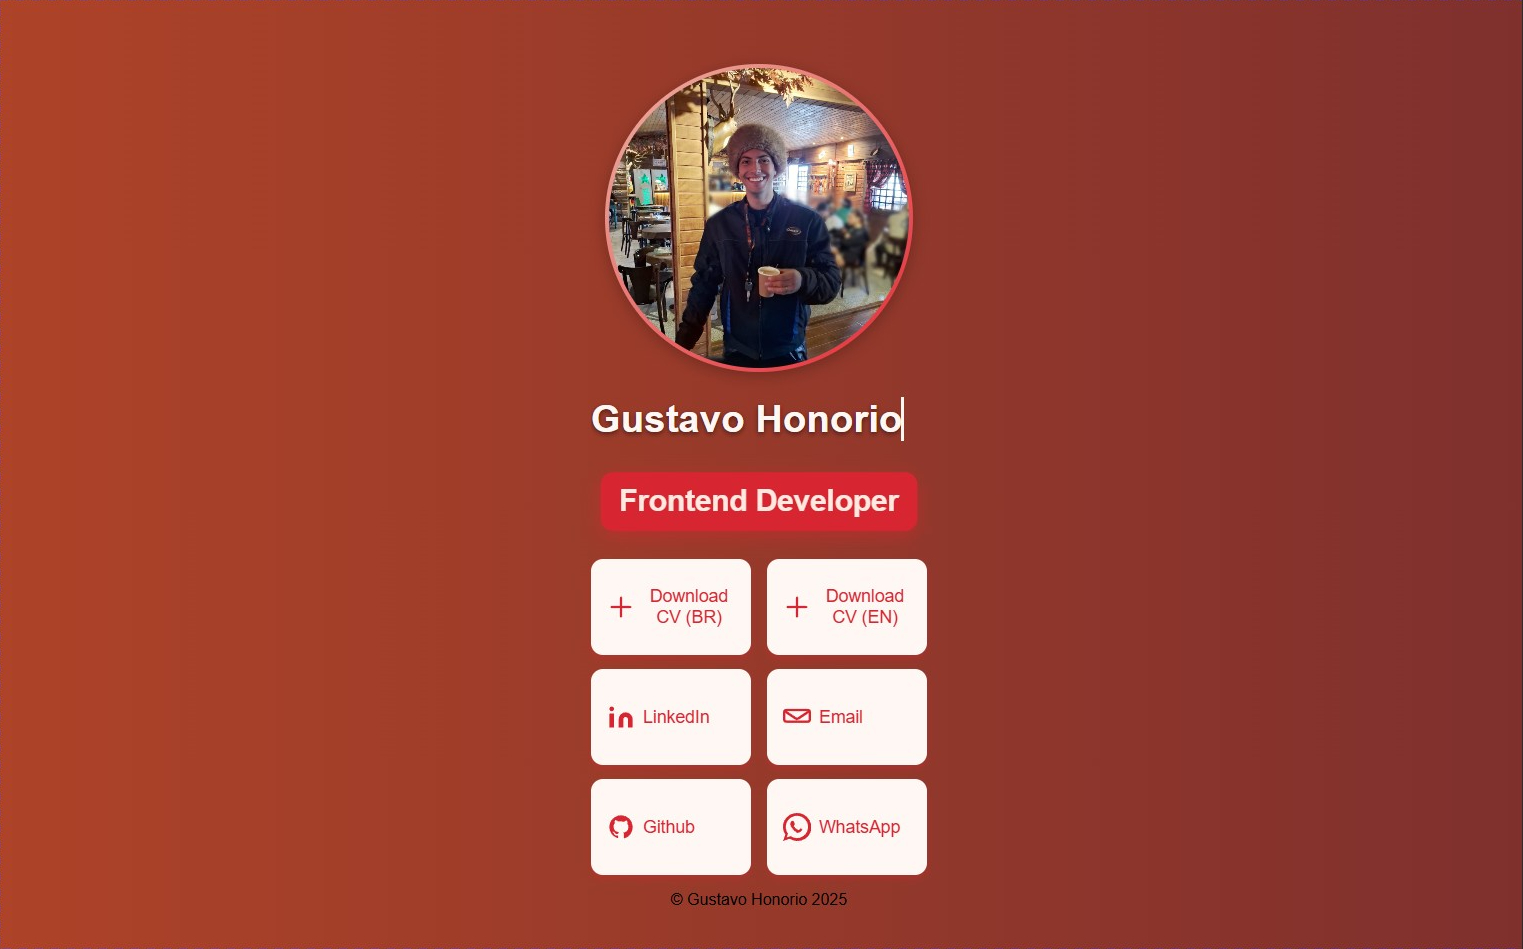 Gustavo Honorio
Frontend Developer
Download
CV (BR)
Download
CV (EN)
LinkedIn
Email
Github
WhatsApp
© Gustavo Honorio 2025